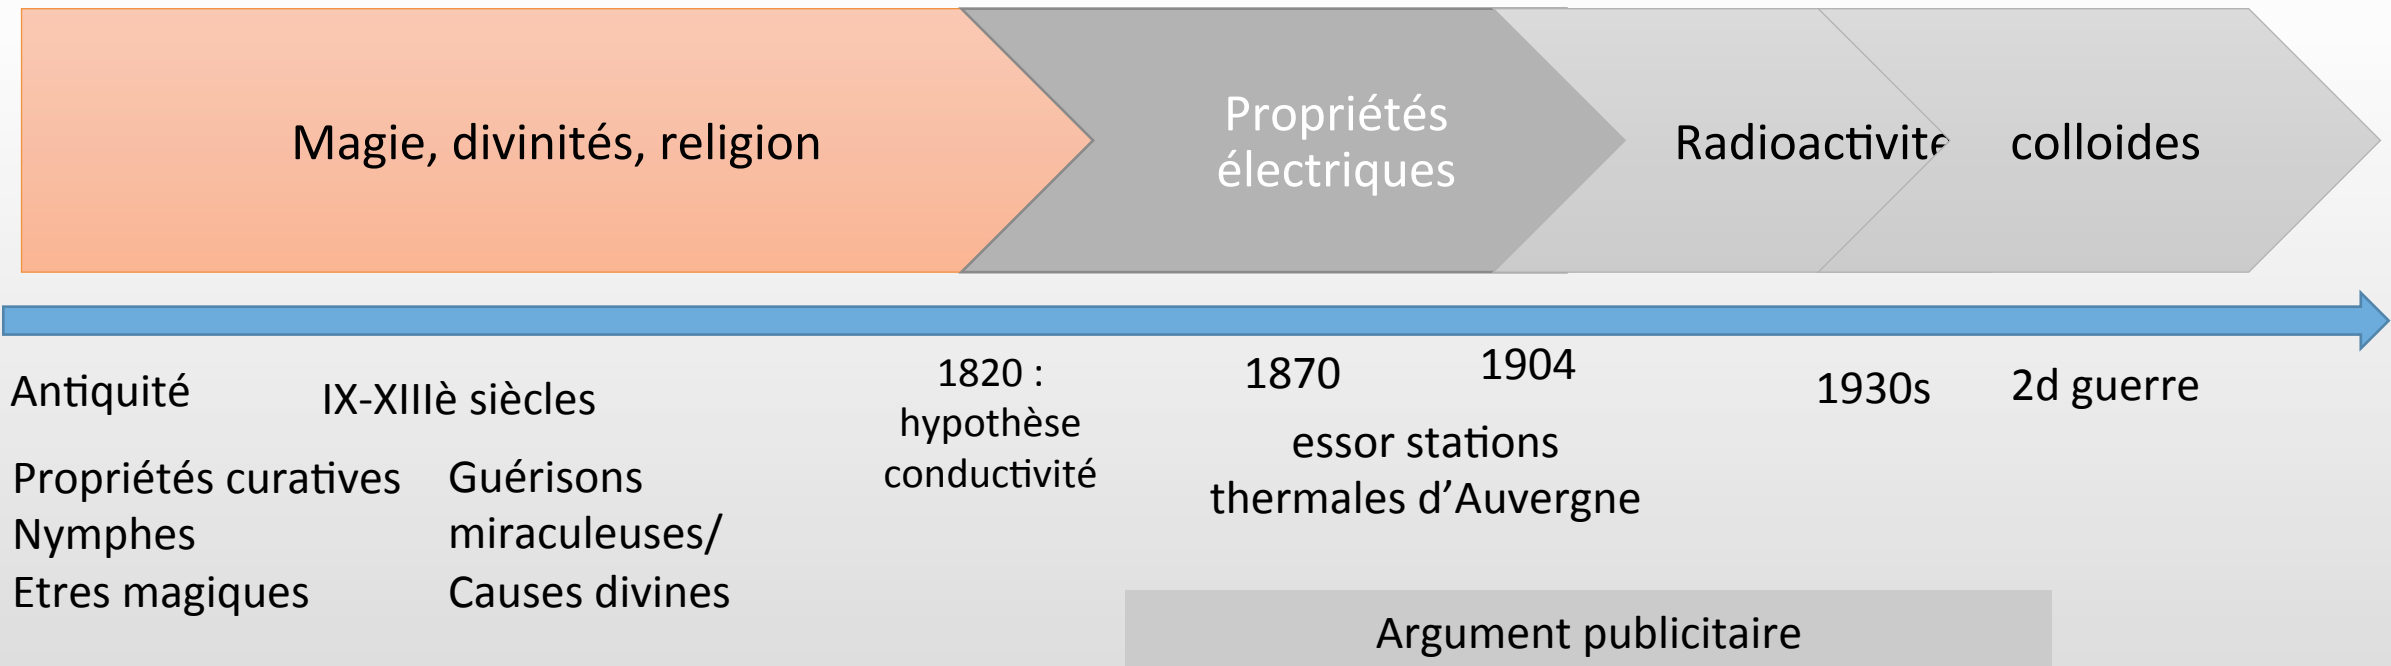 Magie, divinités, religion
Propriétés
électriques
Radioactivite
colloides
Antiquité
IX-XIIIè siècles
1820 :
hypothèse
conductivité
1870
1904
1930s
2d guerre
essor stations
thermales d’Auvergne
Propriétés curatives
Nymphes
Etres magiques
Guérisons
miraculeuses/
Causes divines
Argument publicitaire